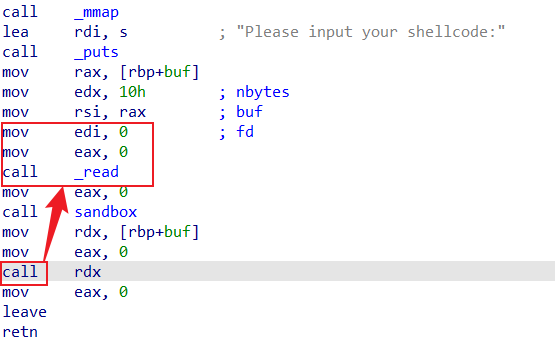 call    _mmap
lea     rdi, s          ; "Please input your shellcode:"
call    _puts
mov     rax, [rbp+buf]
mov     edx, 10h        ; nbytes
mov     rsi, rax        ; buf
mov     edi, 0          ; fd
mov     eax, 0
call    _read
mov     eax, 0
call    sandbox
mov     rdx, [rbp+buf]
mov     eax, 0
call    rdx
mov     eax, 0
leave
retn